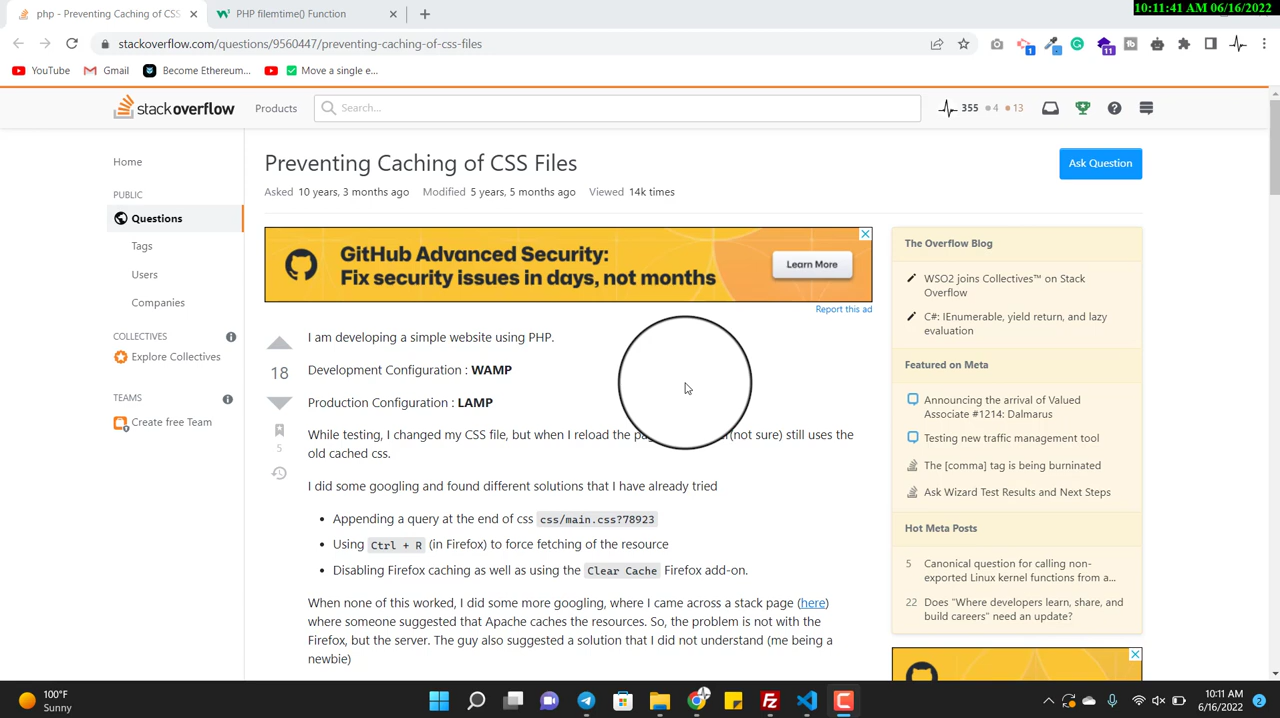 php - Preventing Caching of CSS
PHP filemtime() Function
10:11:41 AM 06/16/2022
stackoverflow.com/questions/9560447/preventing-caching-of-css-files
1
11
YouTube
Gmail
Become Ethereum...
Move a single e...
stackoverflow
Products
Search...
355 4 13
Home
PUBLIC
Questions
Tags
Users
Companies
COLLECTIVES
Explore Collectives
TEAMS
Create free Team
Preventing Caching of CSS Files
Ask Question
Asked 10 years, 3 months ago Modified 5 years, 5 months ago Viewed 14k times
GitHub Advanced Security:
Fix security issues in days, not months
Learn More
Report this ad
18
5
I am developing a simple website using PHP.
Development Configuration : WAMP
Production Configuration : LAMP
While testing, I changed my CSS file, but when I reload the (not sure) still uses the
old cached css.
I did some googling and found different solutions that I have already tried
• Appending a query at the end of css css/main.css?78923
• Using Ctrl + R (in Firefox) to force fetching of the resource
• Disabling Firefox caching as well as using the Clear Cache Firefox add-on.
When none of this worked, I did some more googling, where I came across a stack page (here)
where someone suggested that Apache caches the resources. So, the problem is not with the
Firefox, but the server. The guy also suggested a solution that I did not understand (me being a
newbie)
The Overflow Blog
WSO2 joins Collectives™ on Stack
Overflow
C#: IEnumerable, yield return, and lazy
evaluation
Featured on Meta
Announcing the arrival of Valued
Associate #1214: Dalmarus
Testing new traffic management tool
The [comma] tag is being burninated
Ask Wizard Test Results and Next Steps
Hot Meta Posts
5 Canonical question for calling non-
exported Linux kernel functions from a...
22 Does "Where developers learn, share, and
build careers" need an update?
100°F
Sunny
10:11 AM
6/16/2022
2